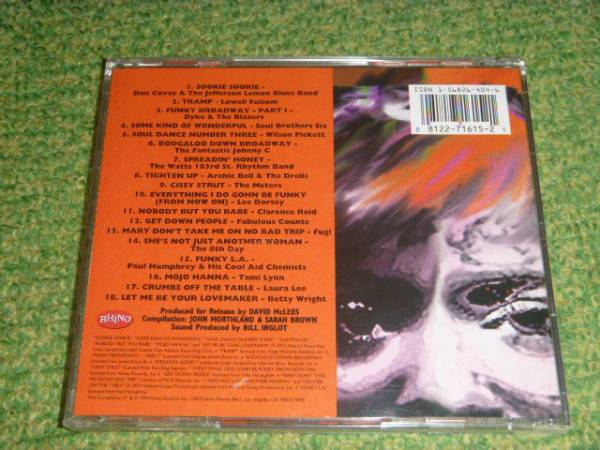 1. SOOKIE SOOKIE -
Don Covay & The Jefferson Lemon Blues Band
2. TRAMP - Lowell Fulsom
3. FUNKY BROADWAY - PART I -
Dyke & The Blazers
4. SOME KIND OF WONDERFUL - Soul Brothers Six
5. SOUL DANCE NUMBER THREE - Wilson Pickett
6. BOOGALOO DOWN BROADWAY -
The Fantastic Johnny C
7. SPREADIN' HONEY -
The Watts 103rd St. Rhythm Band
8. TIGHTEN UP - Archie Bell & The Drells
9. CISSY STRUT - The Meters
10. EVERYTHING I DO GOHN BE FUNKY
(FROM NOW ON) - Lee Dorsey
11. NOBODY BUT YOU BABE - Clarence Reid
12. GET DOWN PEOPLE - Fabulous Counts
13. MARY DON'T TAKE ME ON NO BAD TRIP - Fugi
14. SHE'S NOT JUST ANOTHER WOMAN -
The 8th Day
15. FUNKY L.A. -
Paul Humphrey & His Cool Aid Chemists
16. MOJO HANNA - Tami Lynn
17. CRUMBS OFF THE TABLE - Laura Lee
18. LET ME BE YOUR LOVEMAKER - Betty Wright
Produced for Release by DAVID McLEES
Compilation: JOHN MORTHLAND & SARAH BROWN
Sound Produced by BILL INGLOT
RHINO
ISBN 1-56826-404-6
0 8122-71615-2